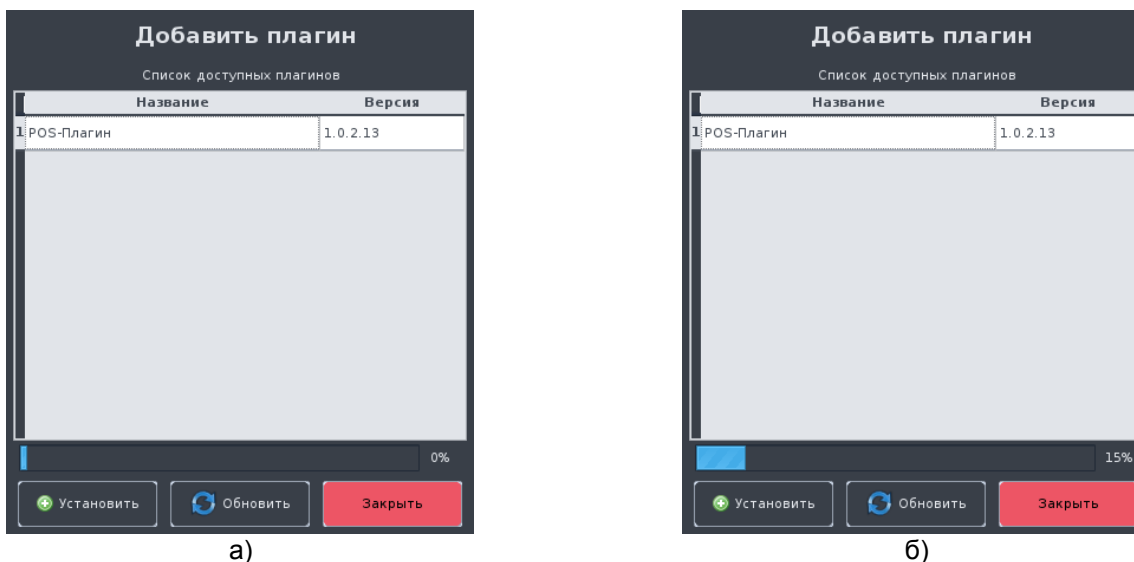 Добавить плагин
Список доступных плагинов
Название Версия
1 POS-Плагин 1.0.2.13
0%
Установить Обновить Закрыть
а)
Добавить плагин
Список доступных плагинов
Название Версия
1 POS-Плагин 1.0.2.13
15%
Установить Обновить Закрыть
б)